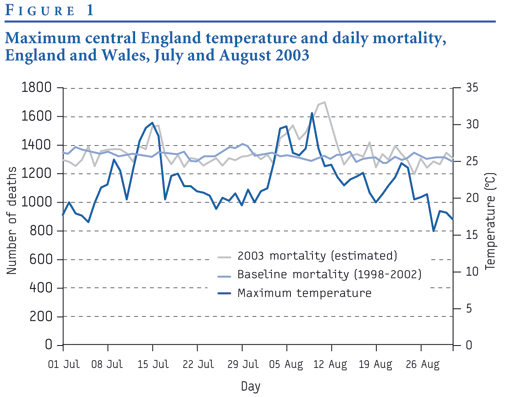 FIGURE 1
Maximum central England temperature and daily mortality,
England and Wales, July and August 2003
1800
1600
1400
1200
1000
800
600
400
200
0
Number of deaths
35
30
25
20
15
10
5
0
Temperature (°C)
2003 mortality (estimated)
Baseline mortality (1998-2002)
Maximum temperature
01 Jul 08 Jul 15 Jul 22 Jul 29 Jul 05 Aug 12 Aug 19 Aug 26 Aug
Day